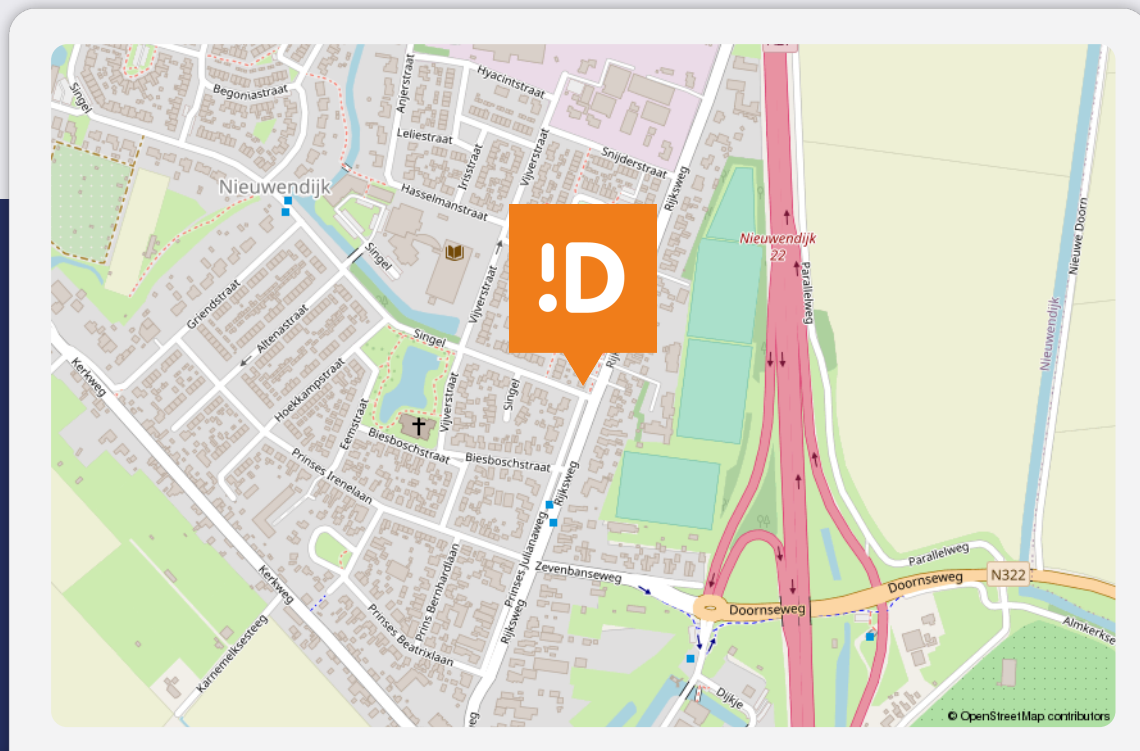 Hyacintstraat
Anjerstraat
Begoniastraat
Singel
Leliestraat
Irisstraat
Vijverstraat
Snijderstraat
Rijksweg
Nieuwendijk
Hasselmanstraat
Nieuwe Doorn
Nieuwendijk
22
Singel
!D
Parallelweg
Griendstraat
Altenastraat
Vijverstraat
Nieuwendijk
Singel
Kerkweg
Hoekkampstraat
Singel
Vijverstraat
Eemstraat
Biesboschstraat
Biesboschstraat
Prinses Irenelaan
Rijksweg
Prinses Julianaweg
Parallelweg
Zevenbanseweg
Doornseweg
N322
Kerkweg
Doornseweg
Prins Bernhardlaan
Rijksweg
Prinses Beatrixlaan
Karnemelksesteeg
Almkerkse
Dijkje
© OpenStreetMap contributors